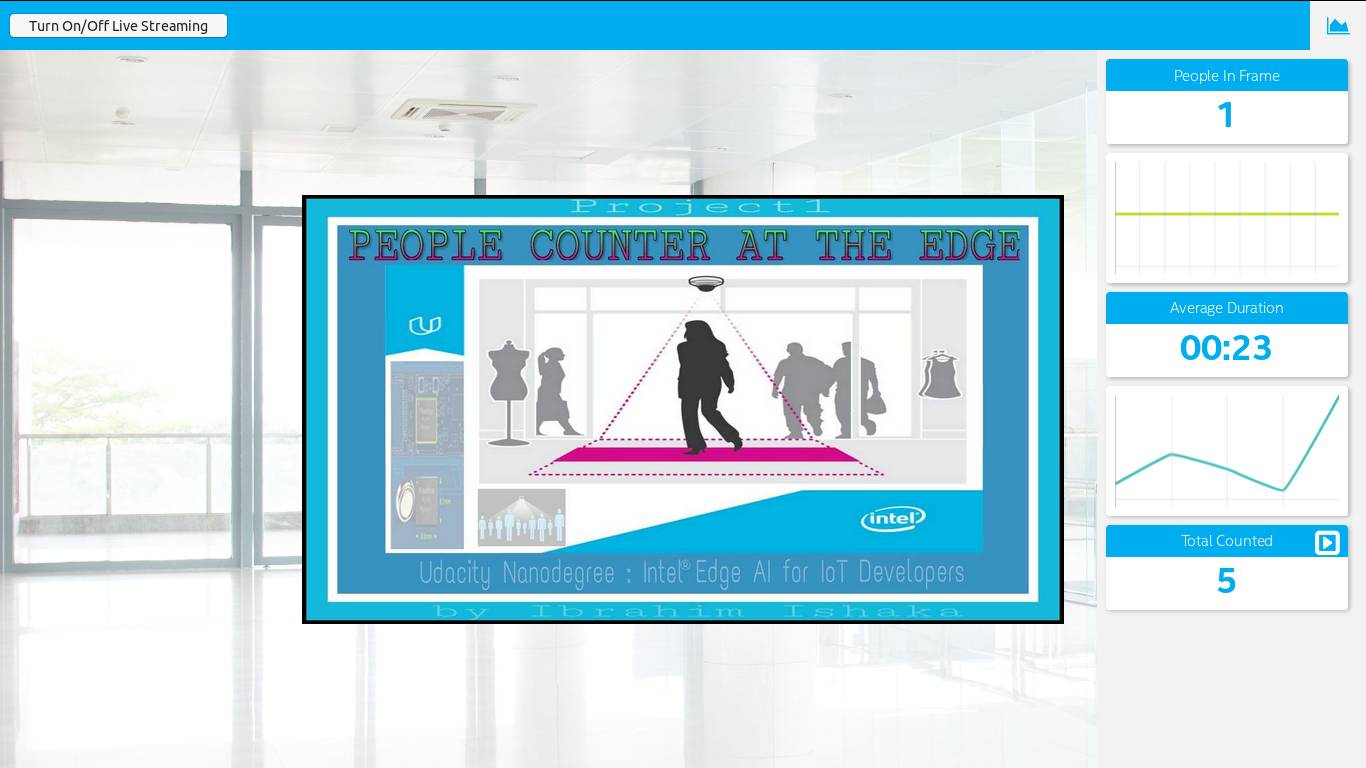 Turn On/Off Live Streaming
People In Frame
1
Average Duration
00:23
Total Counted
5
Project1
PEOPLE COUNTER AT THE EDGE
intel
Udacity Nanodegree : Intel® Edge AI for IoT Developers
by Ibrahim Ishaka